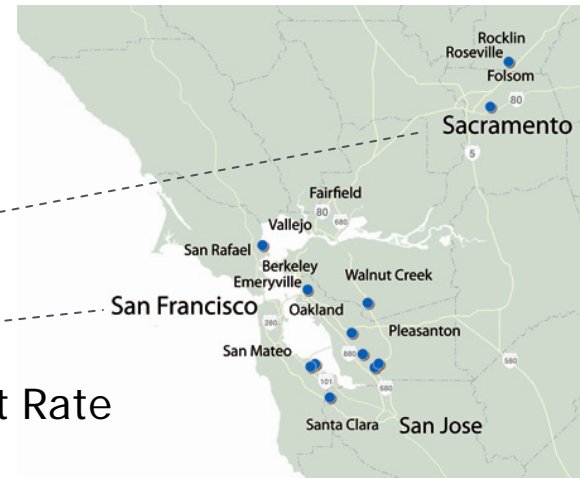 Rocklin
Roseville
Folsom
80
Sacramento
5
Fairfield
80
680
Vallejo
San Rafael
Berkeley
Emeryville
Walnut Creek
San Francisco
Oakland
280
Pleasanton
San Mateo
880
580
101
680
t Rate
Santa Clara
San Jose